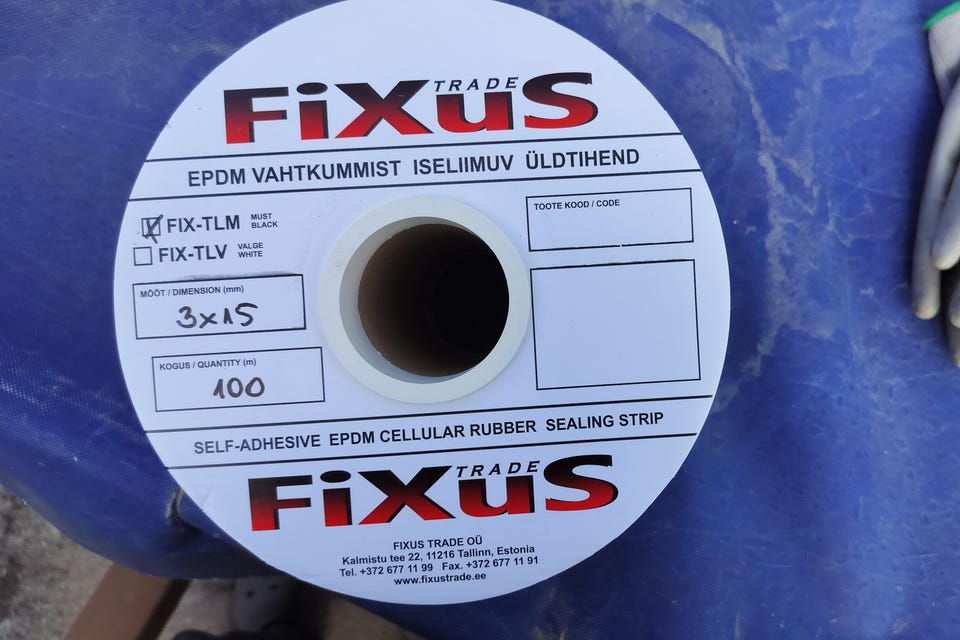 FiXuS TRADE
EPDM VAHTKUMMIST ISELIIMUV ÜLDTIHEND
FIX-TLM MUST BLACK
FIX-TLV VALGE WHITE
MÕÕT / DIMENSION (mm)
3x15
KOGUS / QUANTITY (m)
100
TOOTE KOOD / CODE
SELF-ADHESIVE EPDM CELLULAR RUBBER SEALING STRIP
FiXuS TRADE
FIXUS TRADE OÜ
Kalmistu tee 22, 11216 Tallinn, Estonia
Tel. +372 677 11 99 Fax. +372 677 11 91
www.fixustrade.ee